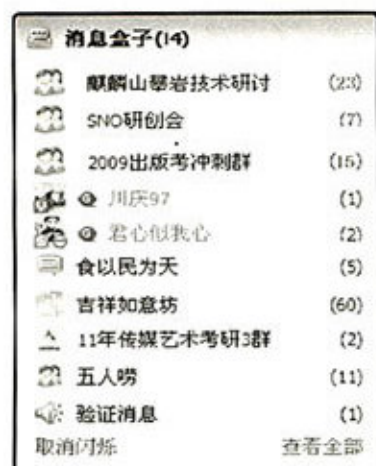 消息盒子(14)
麒麟山攀岩技术研讨 (23)
SNO研创会 (7)
2009出版考冲刺群 (15)
川庆97 (1)
君心似我心 (2)
食以民为天 (5)
吉祥如意坊 (60)
11年传媒艺术考研3群 (2)
五人唠 (11)
验证消息 (1)
取消闪烁 查看全部